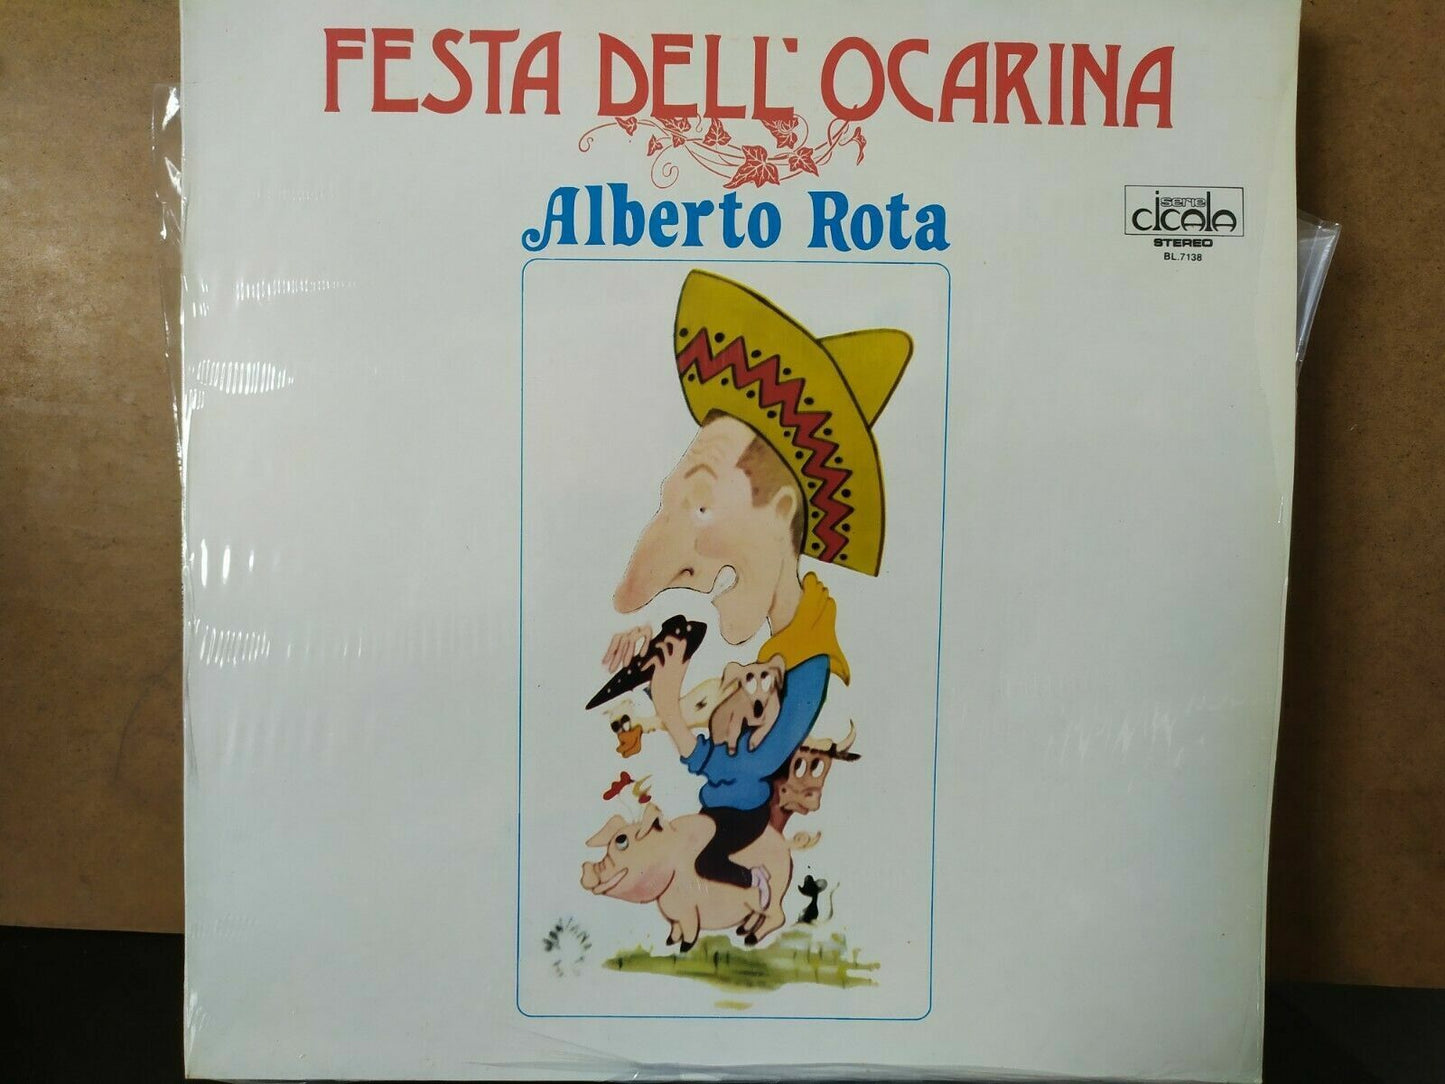 FESTA DELL'OCARINA
Alberto Rota
serie
cicala
STEREO
BL.7138